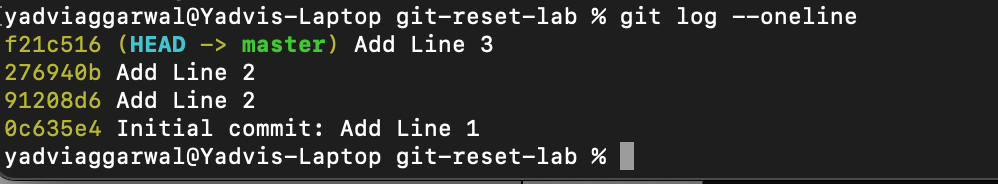 yadviaggarwal@Yadvis-Laptop git-reset-lab % git log --oneline
f21c516 (HEAD -> master) Add Line 3
276940b Add Line 2
91208d6 Add Line 2
0c635e4 Initial commit: Add Line 1
yadviaggarwal@Yadvis-Laptop git-reset-lab %